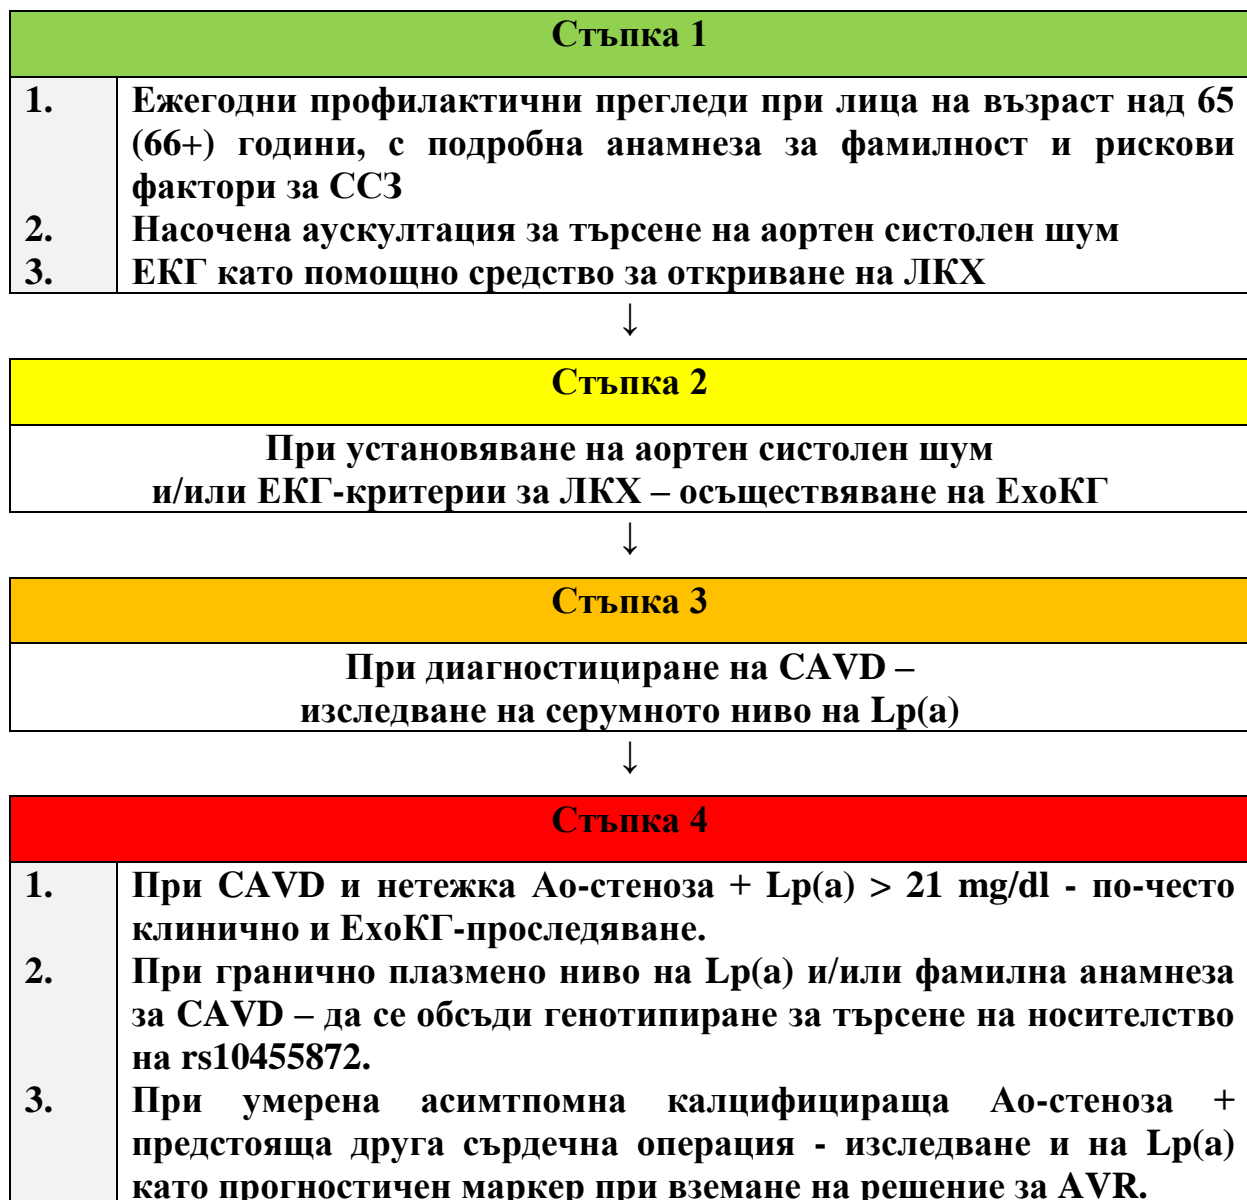 Стъпка 1
1. Ежегодни профилактични прегледи при лица на възраст над 65
(66+) години, с подробна анамнеза за фамилност и рискови
фактори за ССЗ
2. Насочена аускултация за търсене на аортен систолен шум
3. ЕКГ като помощно средство за откриване на ЛКХ
↓
Стъпка 2
При установяване на аортен систолен шум
и/или ЕКГ-критерии за ЛКХ – осъществяване на ЕхоКГ
↓
Стъпка 3
При диагностициране на CAVD –
изследване на серумното ниво на Lp(a)
↓
Стъпка 4
1. При CAVD и нетежка Ао-стеноза + Lp(a) > 21 mg/dl - по-често
клинично и ЕхоКГ-проследяване.
2. При гранично плазмено ниво на Lp(a) и/или фамилна анамнеза
за CAVD – да се обсъди генотипиране за търсене на носителство
на rs10455872.
3. При умерена асимтпомна калцифицираща Ао-стеноза +
предстояща друга сърдечна операция - изследване и на Lp(a)
като прогностичен маркер при вземане на решение за AVR.